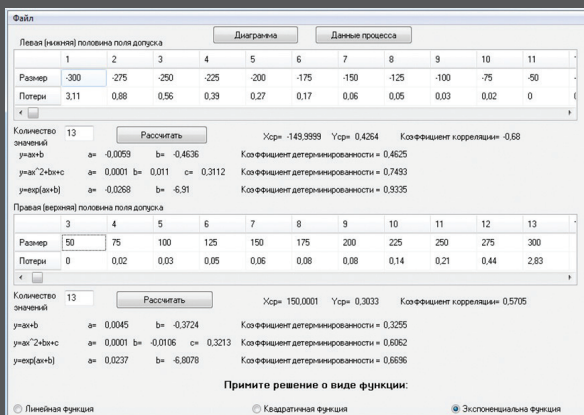 Файл
Диаграмма Данные процесса
Левая (нижняя) половина поля допуска
1 2 3 4 5 6 7 8 9 10 11
Размер -300 -275 -250 -225 -200 -175 -150 -125 -100 -75 -50
Потери 3,11 0,88 0,56 0,39 0,27 0,17 0,06 0,05 0,03 0,02 0
Количество значений 13 Рассчитать Xср= -149,9999 Yср= 0,4264 Коэффициент корреляции= -0,68
y=ax+b a= -0,0059 b= -0,4636 Коэффициент детерминированности = 0,4625
y=ax^2+bx+c a= 0,0001 b= 0,011 c= 0,3112 Коэффициент детерминированности = 0,7493
y=exp(ax+b) a= -0,0268 b= -6,91 Коэффициент детерминированности = 0,9335
Правая (верхняя) половина поля допуска
3 4 5 6 7 8 9 10 11 12 13
Размер 50 75 100 125 150 175 200 225 250 275 300
Потери 0 0,02 0,03 0,05 0,06 0,08 0,08 0,14 0,21 0,44 2,83
Количество значений 13 Рассчитать Xср= 150,0001 Yср= 0,3033 Коэффициент корреляции= 0,5705
y=ax+b a= 0,0045 b= -0,3724 Коэффициент детерминированности = 0,3255
y=ax^2+bx+c a= 0,0001 b= -0,0106 c= 0,3213 Коэффициент детерминированности = 0,6062
y=exp(ax+b) a= 0,0237 b= -6,8078 Коэффициент детерминированности = 0,6696
Примите решение о виде функции:
Линейная функция Квадратичная функция Экспоненциальна функция